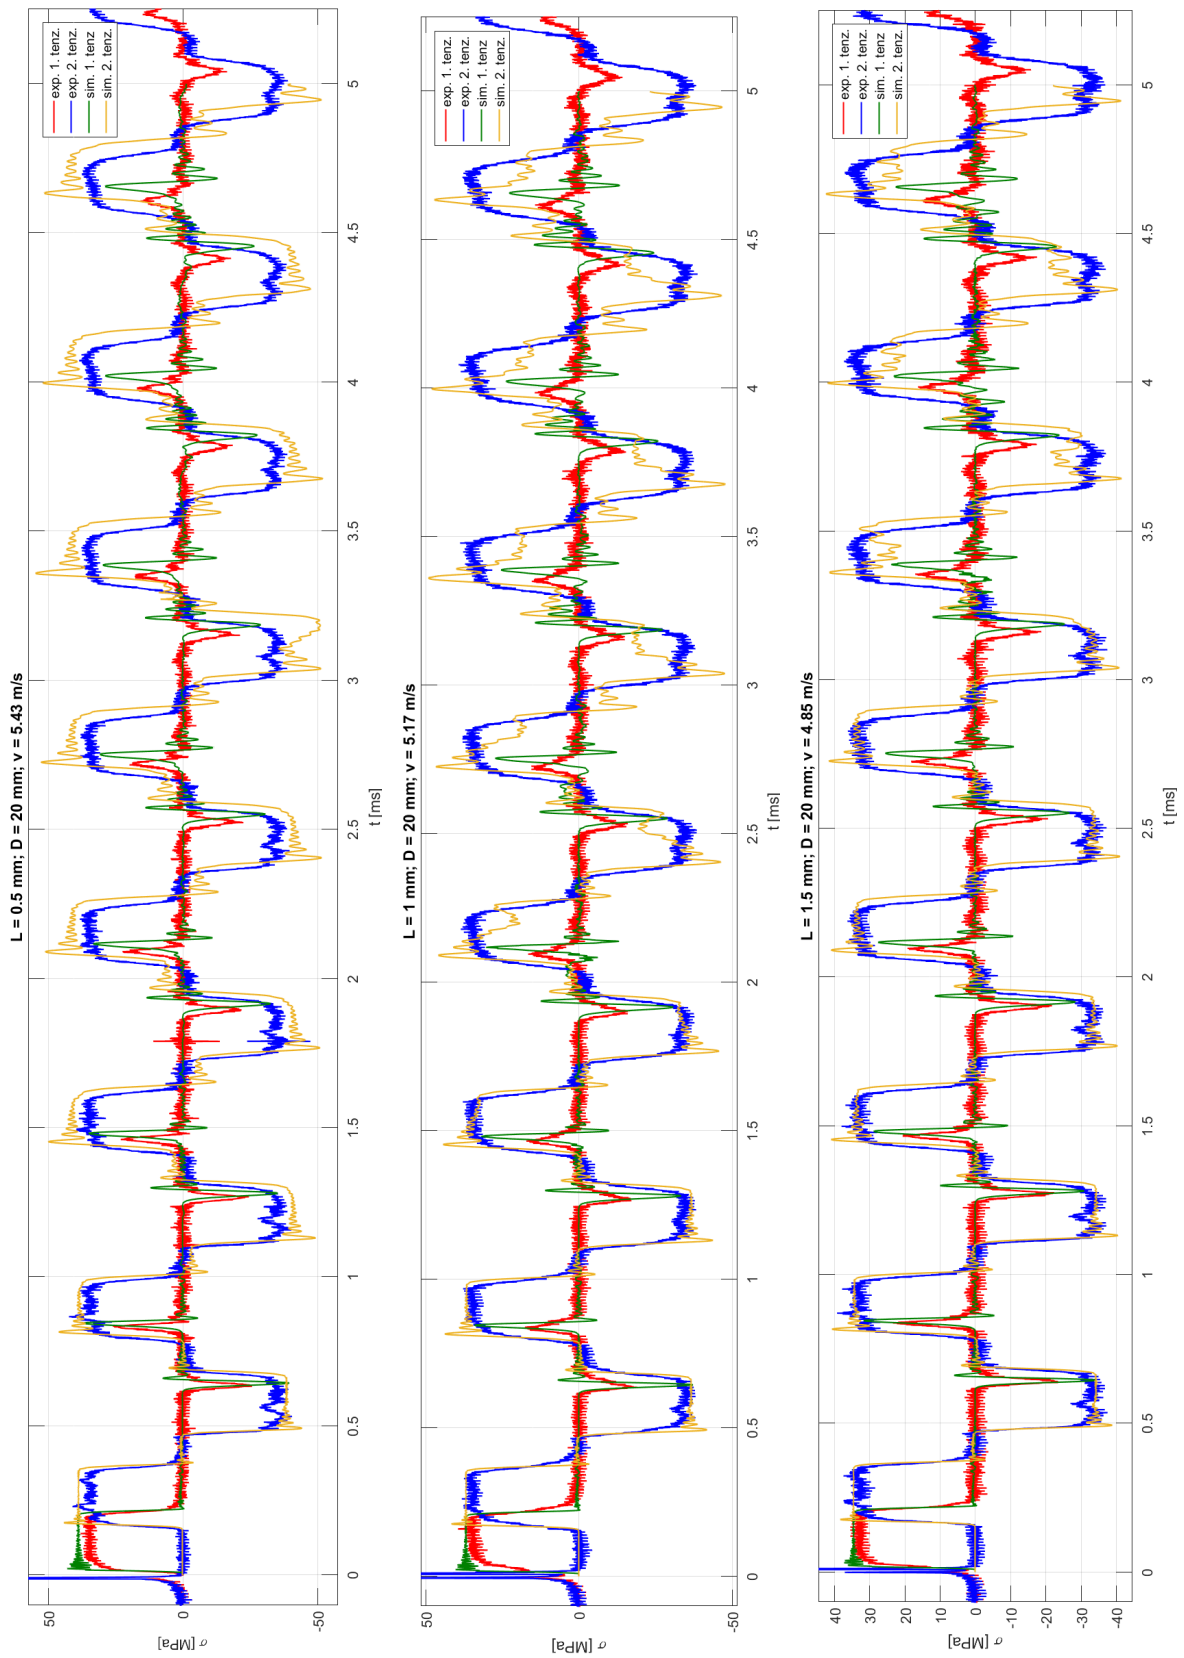 L = 0.5 mm; D = 20 mm; v = 5.43 m/s
exp. 1. tenz.
exp. 2. tenz.
sim. 1. tenz
sim. 2. tenz.
50
0
-50
σ [MPa]
0
0.5
1
1.5
2
2.5
3
3.5
4
4.5
5
t [ms]
L = 1 mm; D = 20 mm; v = 5.17 m/s
exp. 1. tenz.
exp. 2. tenz.
sim. 1. tenz
sim. 2. tenz.
50
0
-50
σ [MPa]
0
0.5
1
1.5
2
2.5
3
3.5
4
4.5
5
t [ms]
L = 1.5 mm; D = 20 mm; v = 4.85 m/s
exp. 1. tenz.
exp. 2. tenz.
sim. 1. tenz
sim. 2. tenz.
40
30
20
10
0
-10
-20
-30
-40
σ [MPa]
0
0.5
1
1.5
2
2.5
3
3.5
4
4.5
5
t [ms]